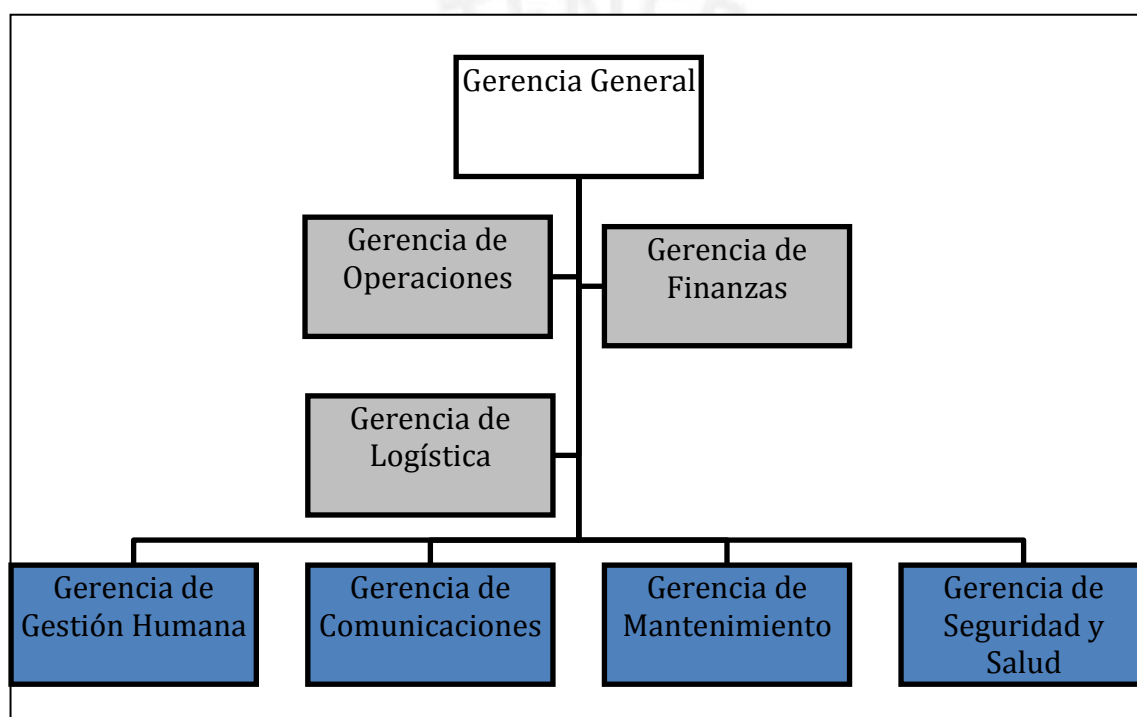 Gerencia General
Gerencia de
Operaciones
Gerencia de
Finanzas
Gerencia de
Logística
Gerencia de
Gestión Humana
Gerencia de
Comunicaciones
Gerencia de
Mantenimiento
Gerencia de
Seguridad y
Salud